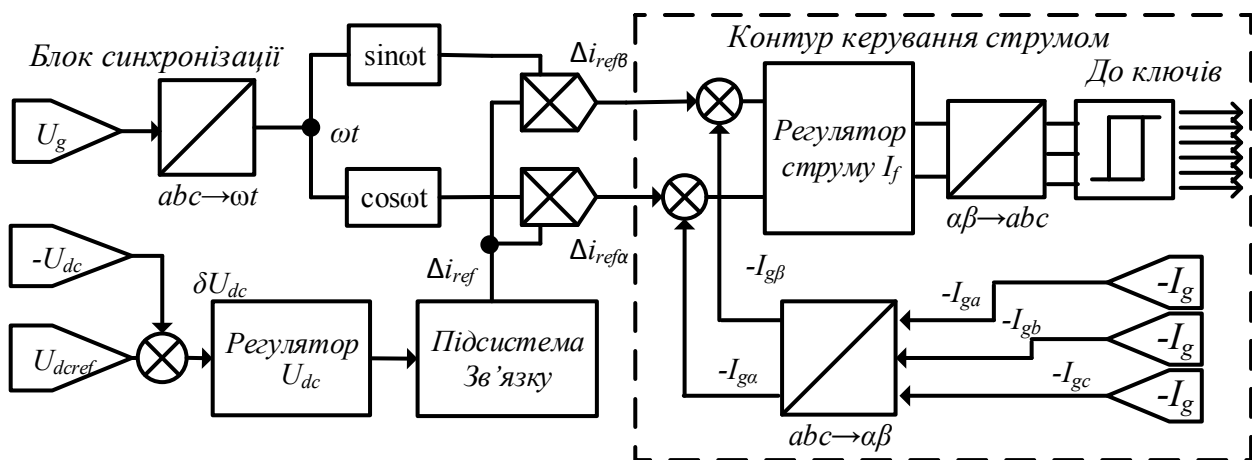 Блок синхронізації
U_g
abc→ωt
ωt
sinωt
cosωt
Δi_refβ
Δi_refα
Δi_ref
-U_dc
U_dcref
δU_dc
Регулятор
U_dc
Підсистема
Зв’язку
Контур керування струмом
Регулятор
струму I_f
αβ→abc
До ключів
-I_gβ
-I_gα
abc→αβ
-I_ga
-I_gb
-I_gc
-I_g
-I_g
-I_g